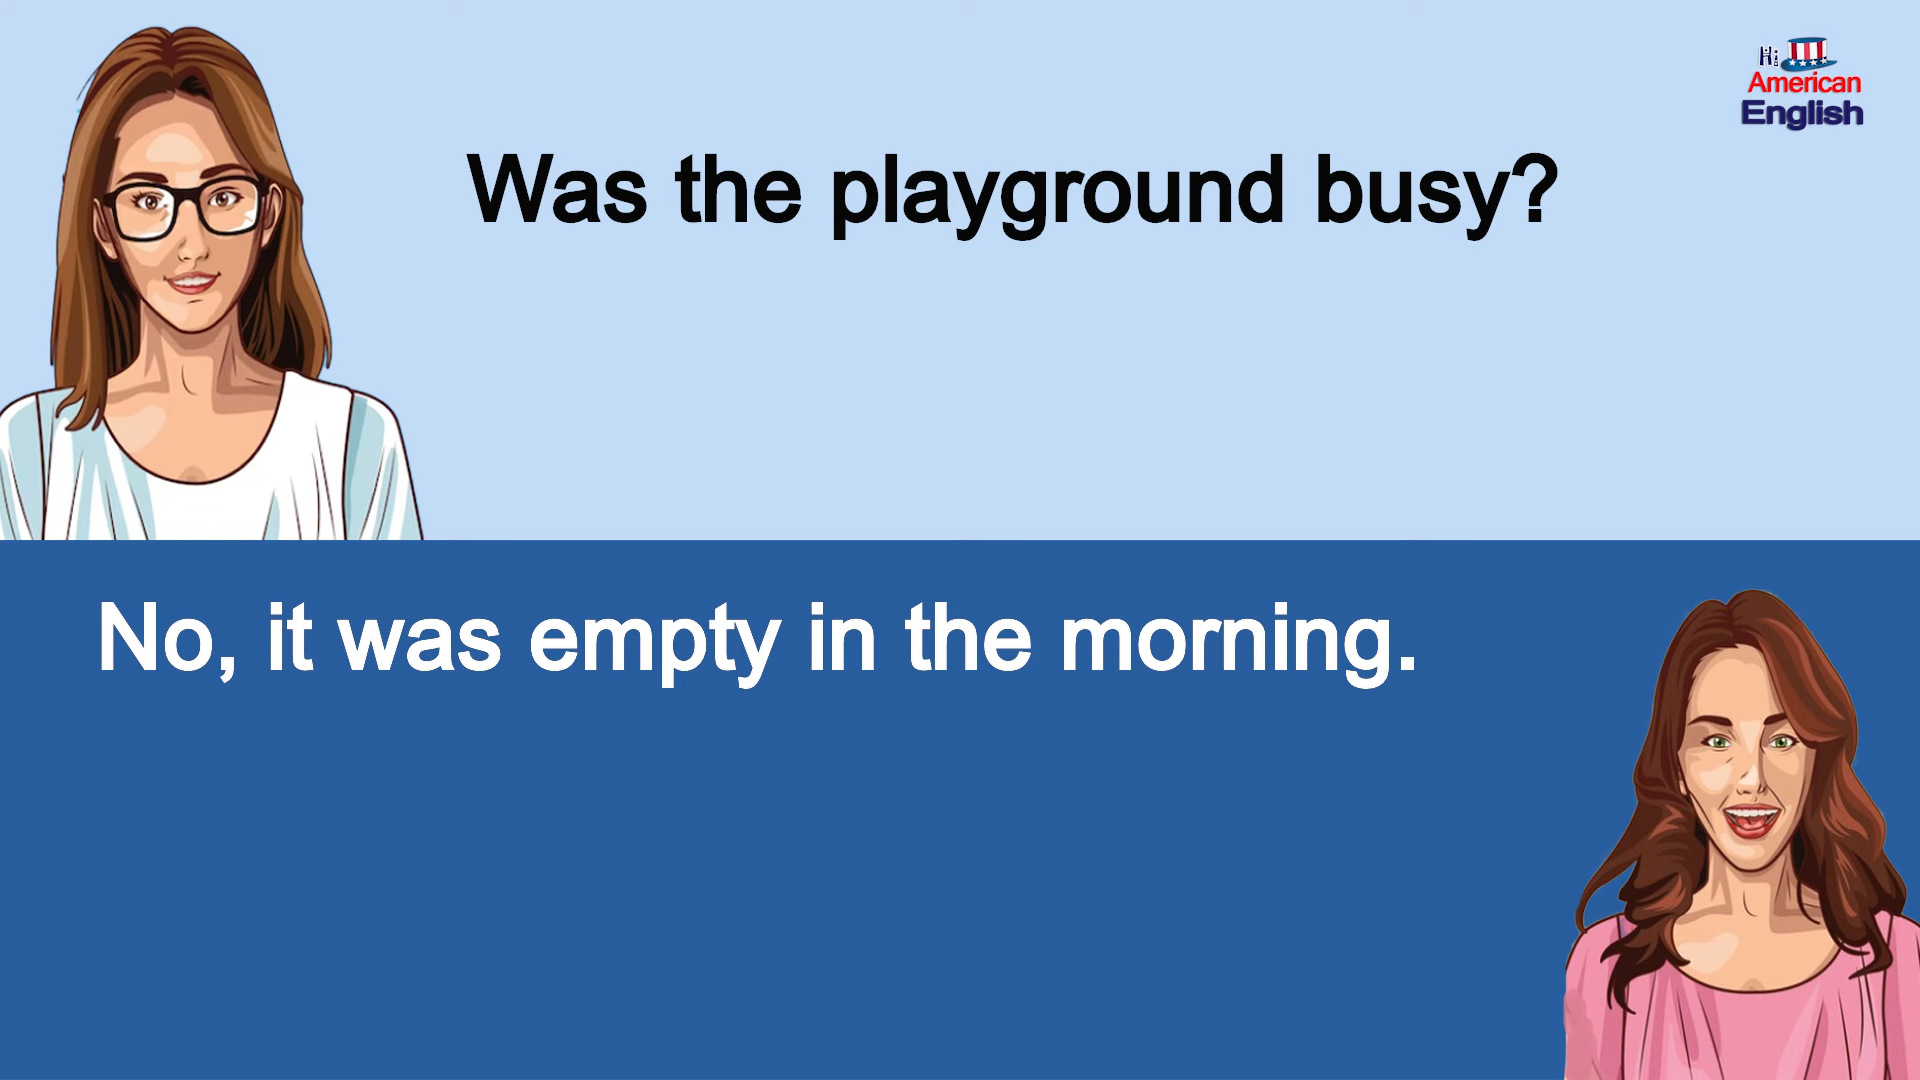 Hi
American
English
Was the playground busy?
No, it was empty in the morning.